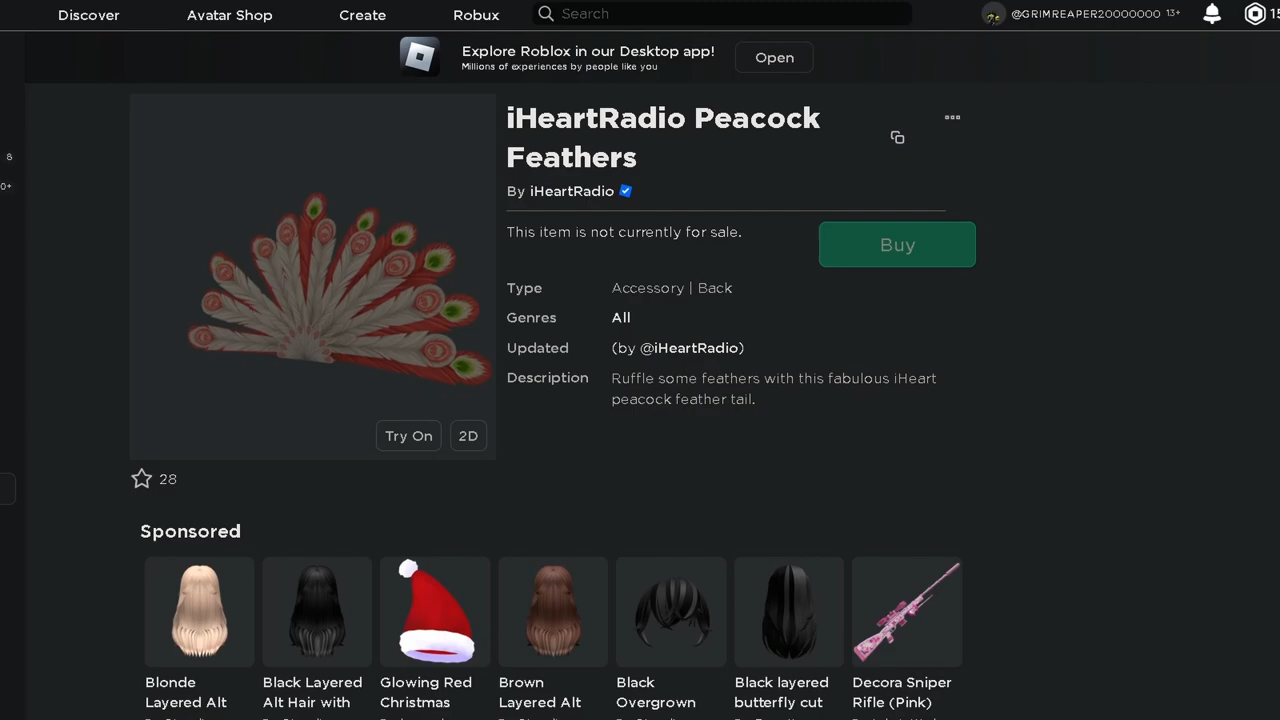 Discover Avatar Shop Create Robux Search @GRIMREAPER20000000 13+ 15
Explore Roblox in our Desktop app!
Millions of experiences by people like you
Open
iHeartRadio Peacock
Feathers
8
0+
By iHeartRadio
This item is not currently for sale.
Buy
Type Accessory | Back
Genres All
Updated (by @iHeartRadio)
Description Ruffle some feathers with this fabulous iHeart
peacock feather tail.
Try On 2D
28
Sponsored
Blonde
Layered Alt
Black Layered
Alt Hair with
Glowing Red
Christmas
Brown
Layered Alt
Black
Overgrown
Black layered
butterfly cut
Decora Sniper
Rifle (Pink)